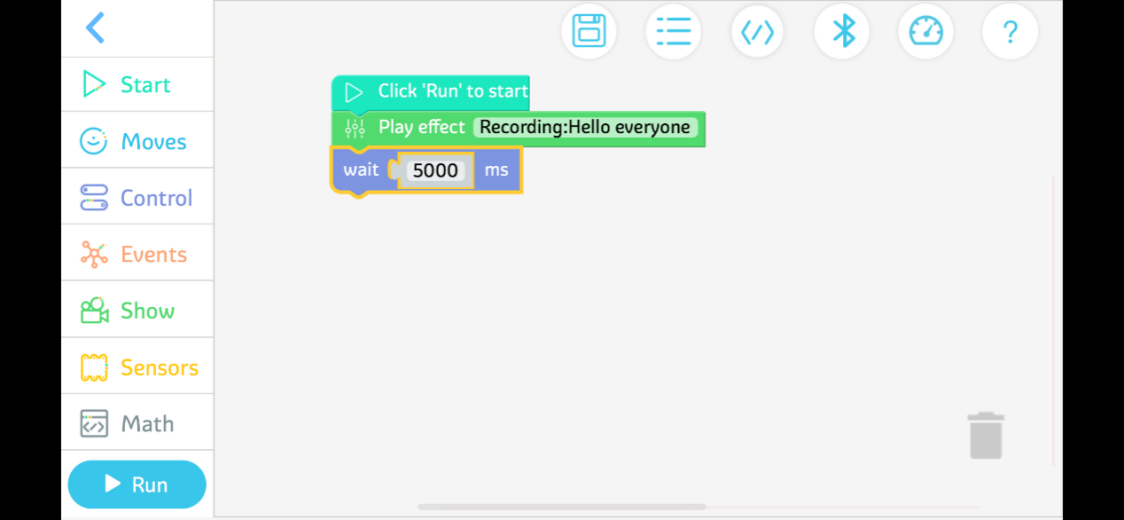 Start
Moves
Control
Events
Show
Sensors
Math
Run
?
Click 'Run' to start
Play effect Recording:Hello everyone
wait 5000 ms